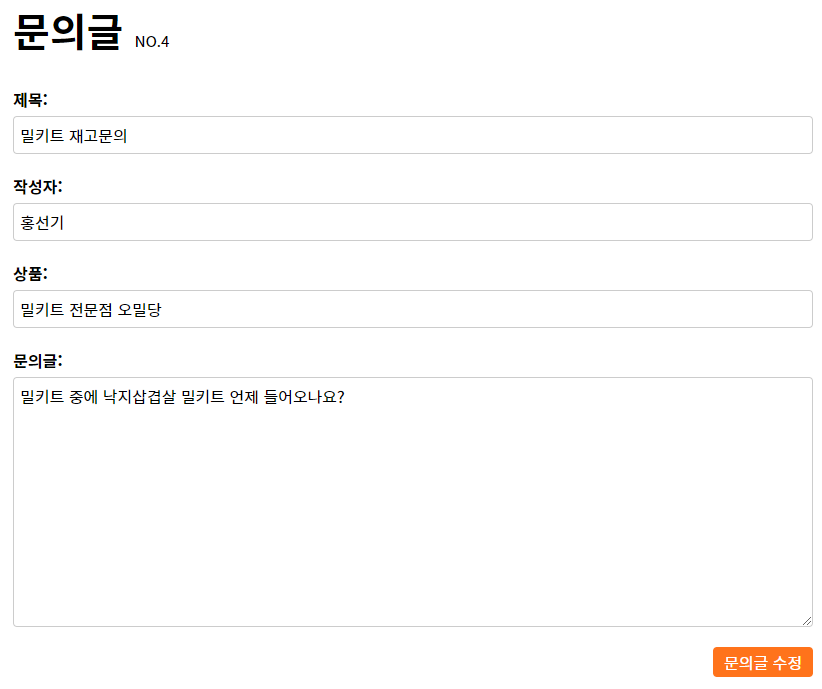 문의글 NO.4
제목:
밀키트 재고문의
작성자:
홍선기
상품:
밀키트 전문점 오밀당
문의글:
밀키트 중에 낙지삽겹살 밀키트 언제 들어오나요?
문의글 수정